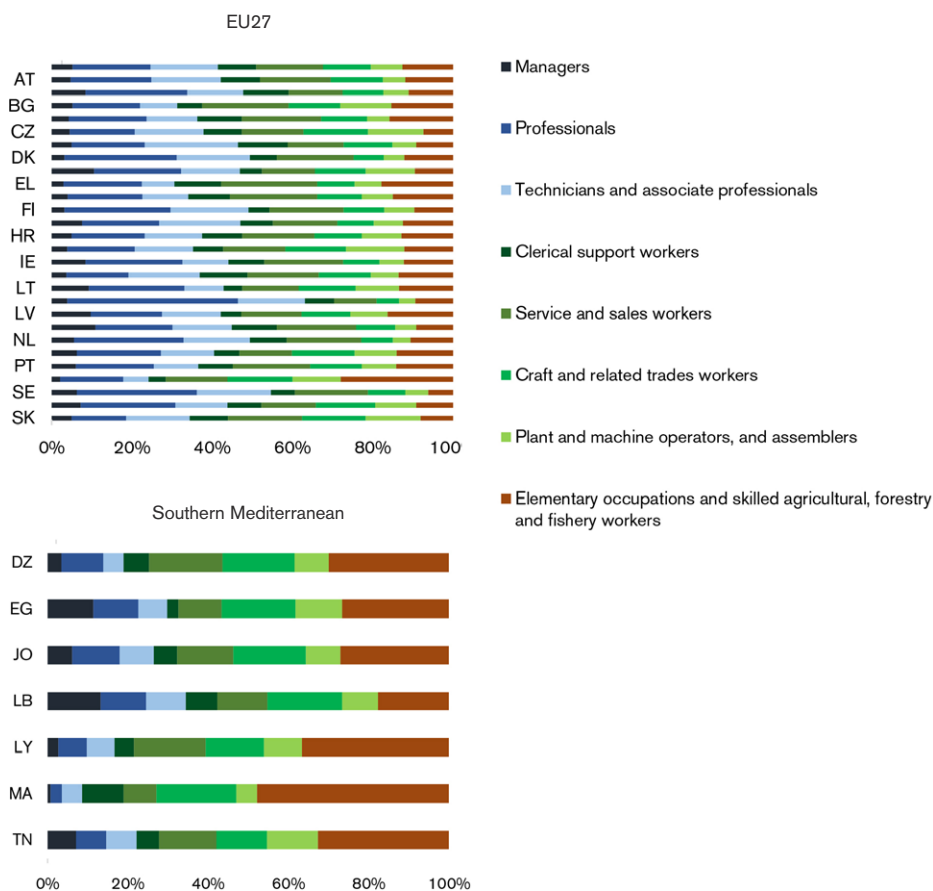 EU27
AT
BG
CZ
DK
EL
FI
HR
IE
LT
LV
NL
PT
SE
SK
0% 20% 40% 60% 80% 100
Managers
Professionals
Technicians and associate professionals
Clerical support workers
Service and sales workers
Craft and related trades workers
Plant and machine operators, and assemblers
Elementary occupations and skilled agricultural, forestry
and fishery workers
Southern Mediterranean
DZ
EG
JO
LB
LY
MA
TN
0% 20% 40% 60% 80% 100%